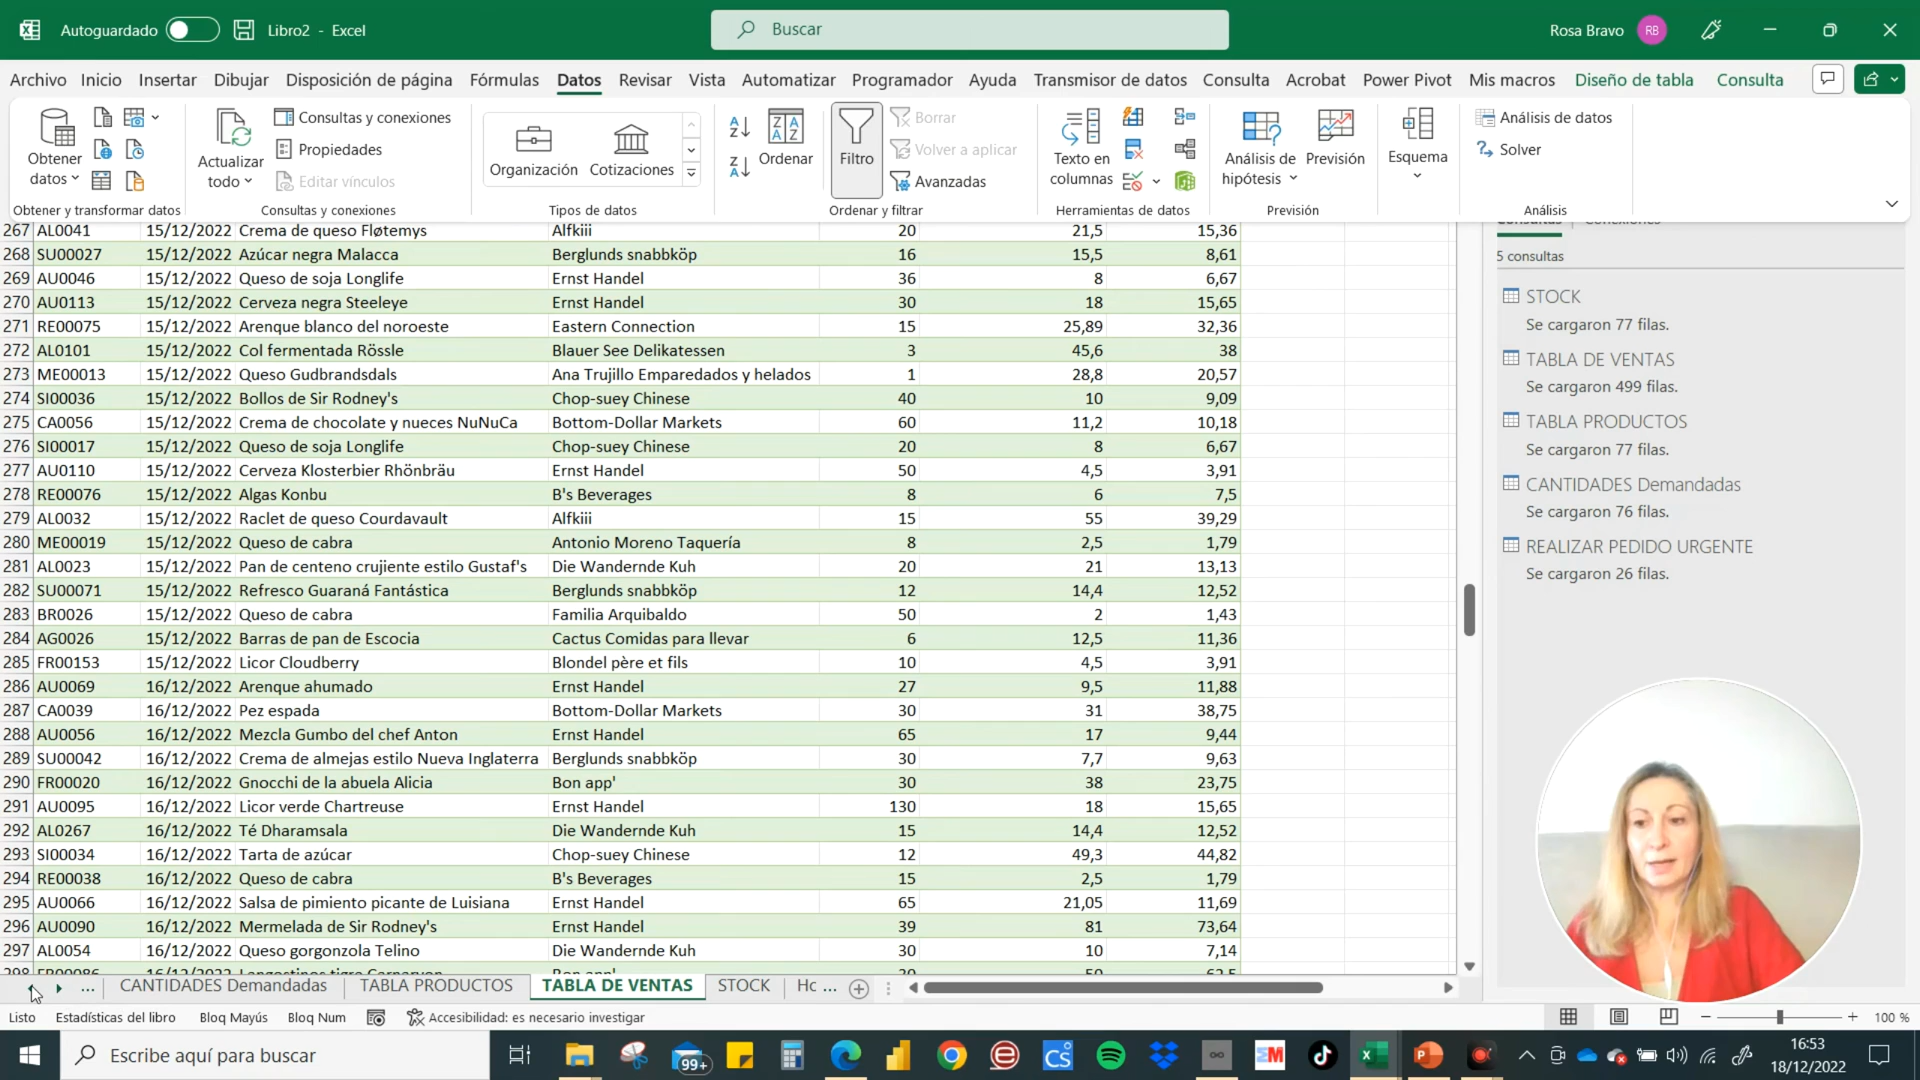 Autoguardado
Libro2 - Excel
Buscar
Rosa Bravo
RB
Archivo Inicio Insertar Dibujar Disposición de página Fórmulas Datos Revisar Vista Automatizar Programador Ayuda Transmisor de datos Consulta Acrobat Power Pivot Mis macros Diseño de tabla Consulta
Obtener datos
Actualizar todo
Consultas y conexiones
Propiedades
Editar vínculos
Organización
Cotizaciones
Ordenar
Filtro
Borrar
Volver a aplicar
Avanzadas
Texto en columnas
Análisis de hipótesis
Previsión
Esquema
Análisis de datos
Solver
Obtener y transformar datos
Consultas y conexiones
Tipos de datos
Ordenar y filtrar
Herramientas de datos
Previsión
Análisis
267 AL0041 15/12/2022 Crema de queso Fløtemys Alfkiii 20 21,5 15,36
268 SU00027 15/12/2022 Azúcar negra Malacca Berglunds snabbköp 16 15,5 8,61
269 AU0046 15/12/2022 Queso de soja Longlife Ernst Handel 36 8 6,67
270 AU0113 15/12/2022 Cerveza negra Steeleye Ernst Handel 30 18 15,65
271 RE00075 15/12/2022 Arenque blanco del noroeste Eastern Connection 15 25,89 32,36
272 AL0101 15/12/2022 Col fermentada Rössle Blauer See Delikatessen 3 45,6 38
273 ME00013 15/12/2022 Queso Gudbrandsdals Ana Trujillo Emparedados y helados 1 28,8 20,57
274 SI00036 15/12/2022 Bollos de Sir Rodney's Chop-suey Chinese 40 10 9,09
275 CA0056 15/12/2022 Crema de chocolate y nueces NuNuCa Bottom-Dollar Markets 60 11,2 10,18
276 SI00017 15/12/2022 Queso de soja Longlife Chop-suey Chinese 20 8 6,67
277 AU0110 15/12/2022 Cerveza Klosterbier Rhönbräu Ernst Handel 50 4,5 3,91
278 RE00076 15/12/2022 Algas Konbu B's Beverages 8 6 7,5
279 AL0032 15/12/2022 Raclet de queso Courdavault Alfkiii 15 55 39,29
280 ME00019 15/12/2022 Queso de cabra Antonio Moreno Taquería 8 2,5 1,79
281 AL0023 15/12/2022 Pan de centeno crujiente estilo Gustaf's Die Wandernde Kuh 20 21 13,13
282 SU00071 15/12/2022 Refresco Guaraná Fantástica Berglunds snabbköp 12 14,4 12,52
283 BR0026 15/12/2022 Queso de cabra Familia Arquibaldo 50 2 1,43
284 AG0026 15/12/2022 Barras de pan de Escocia Cactus Comidas para llevar 6 12,5 11,36
285 FR00153 15/12/2022 Licor Cloudberry Blondel père et fils 10 4,5 3,91
286 AU0069 16/12/2022 Arenque ahumado Ernst Handel 27 9,5 11,88
287 CA0039 16/12/2022 Pez espada Bottom-Dollar Markets 30 31 38,75
288 AU0056 16/12/2022 Mezcla Gumbo del chef Anton Ernst Handel 65 17 9,44
289 SU00042 16/12/2022 Crema de almejas estilo Nueva Inglaterra Berglunds snabbköp 30 7,7 9,63
290 FR00020 16/12/2022 Gnocchi de la abuela Alicia Bon app' 30 38 23,75
291 AU0095 16/12/2022 Licor verde Chartreuse Ernst Handel 130 18 15,65
292 AL0267 16/12/2022 Té Dharamsala Die Wandernde Kuh 15 14,4 12,52
293 SI00034 16/12/2022 Tarta de azúcar Chop-suey Chinese 12 49,3 44,82
294 RE00038 16/12/2022 Queso de cabra B's Beverages 15 2,5 1,79
295 AU0066 16/12/2022 Salsa de pimiento picante de Luisiana Ernst Handel 65 21,05 11,69
296 AU0090 16/12/2022 Mermelada de Sir Rodney's Ernst Handel 39 81 73,64
297 AL0054 16/12/2022 Queso gorgonzola Telino Die Wandernde Kuh 30 10 7,14
298 FR00086 16/12/2022 Langostinos tigre Carnarvon Bon app' 30 50 62,5
Consultas Conexiones
5 consultas
STOCK
Se cargaron 77 filas.
TABLA DE VENTAS
Se cargaron 499 filas.
TABLA PRODUCTOS
Se cargaron 77 filas.
CANTIDADES Demandadas
Se cargaron 76 filas.
REALIZAR PEDIDO URGENTE
Se cargaron 26 filas.
... CANTIDADES Demandadas TABLA PRODUCTOS TABLA DE VENTAS STOCK Ho ...
Listo Estadísticas del libro Bloq Mayús Bloq Num Accesibilidad: es necesario investigar 100 %
Escribe aquí para buscar
99+
16:53
18/12/2022